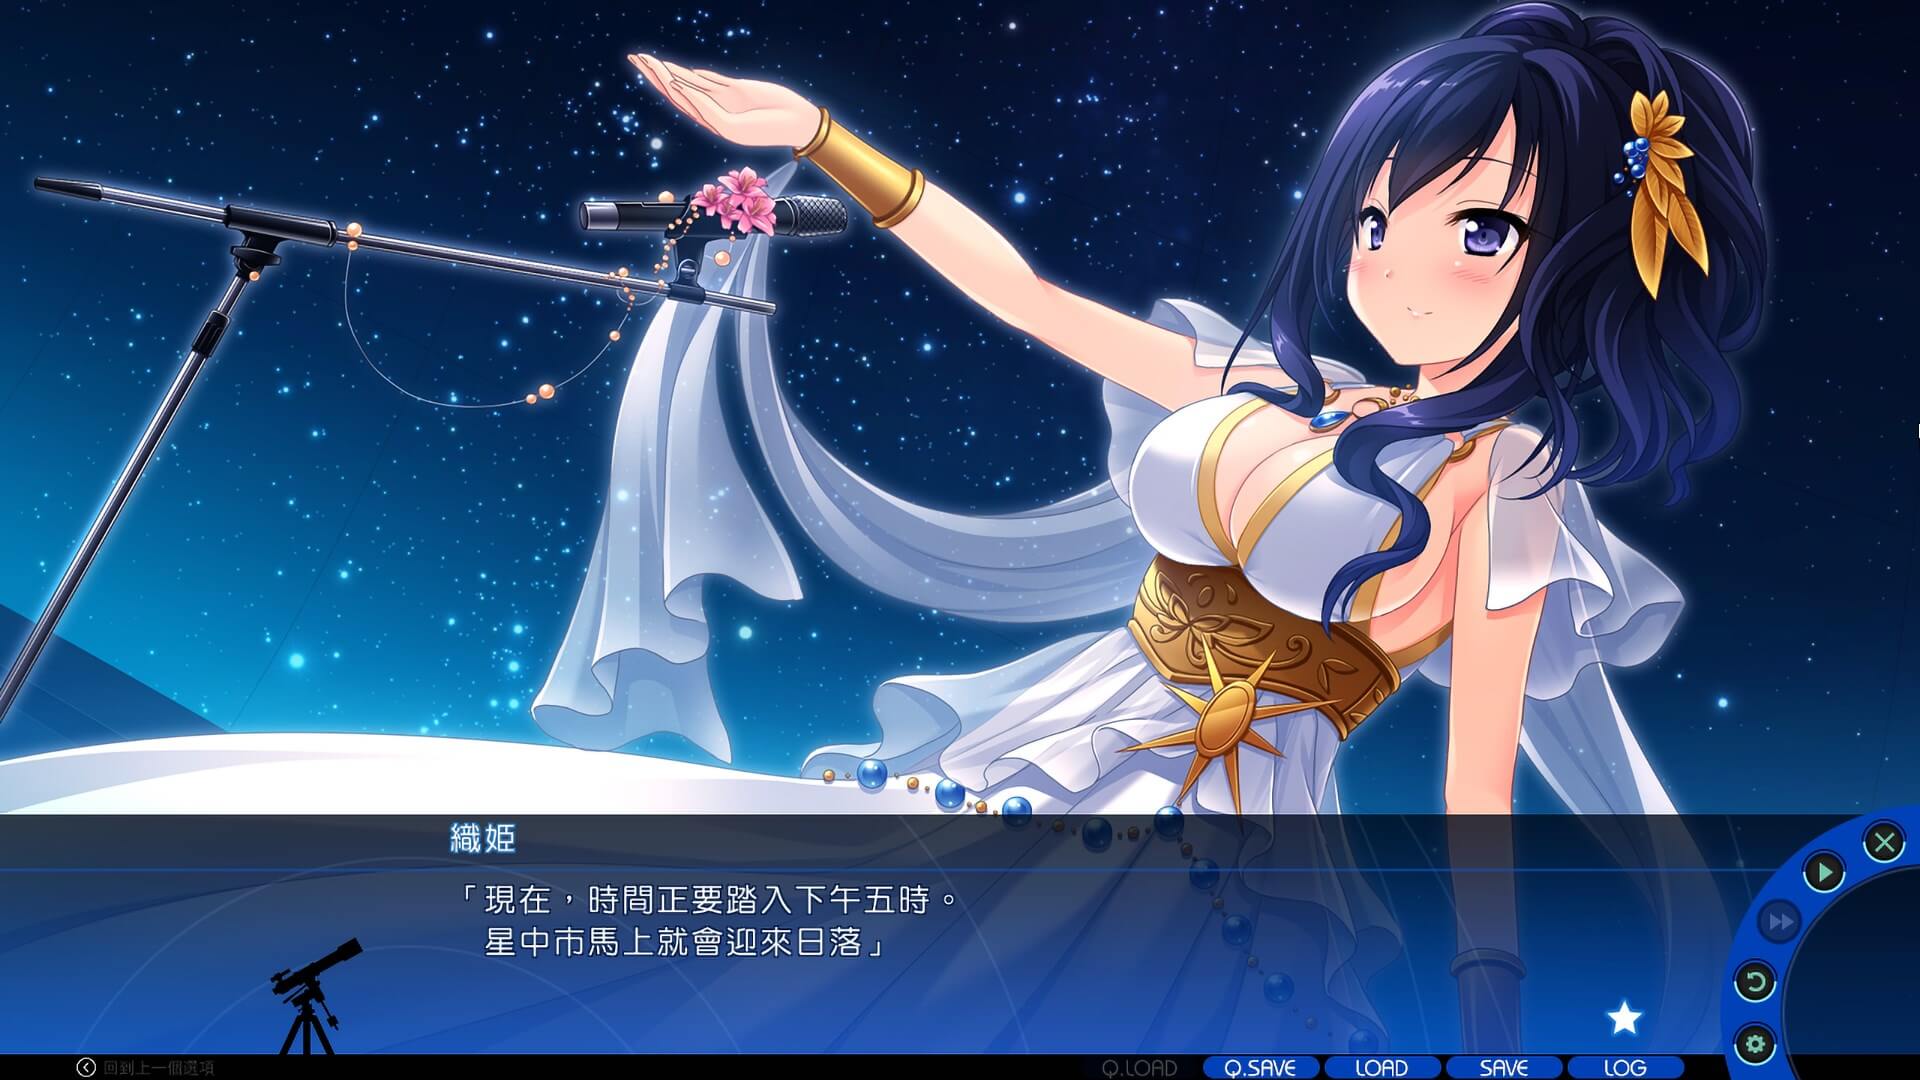 織姫
「現在，時間正要踏入下午五時。
星中市馬上就會迎來日落」
回到上一個選項
Q.LOAD
Q.SAVE
LOAD
SAVE
LOG